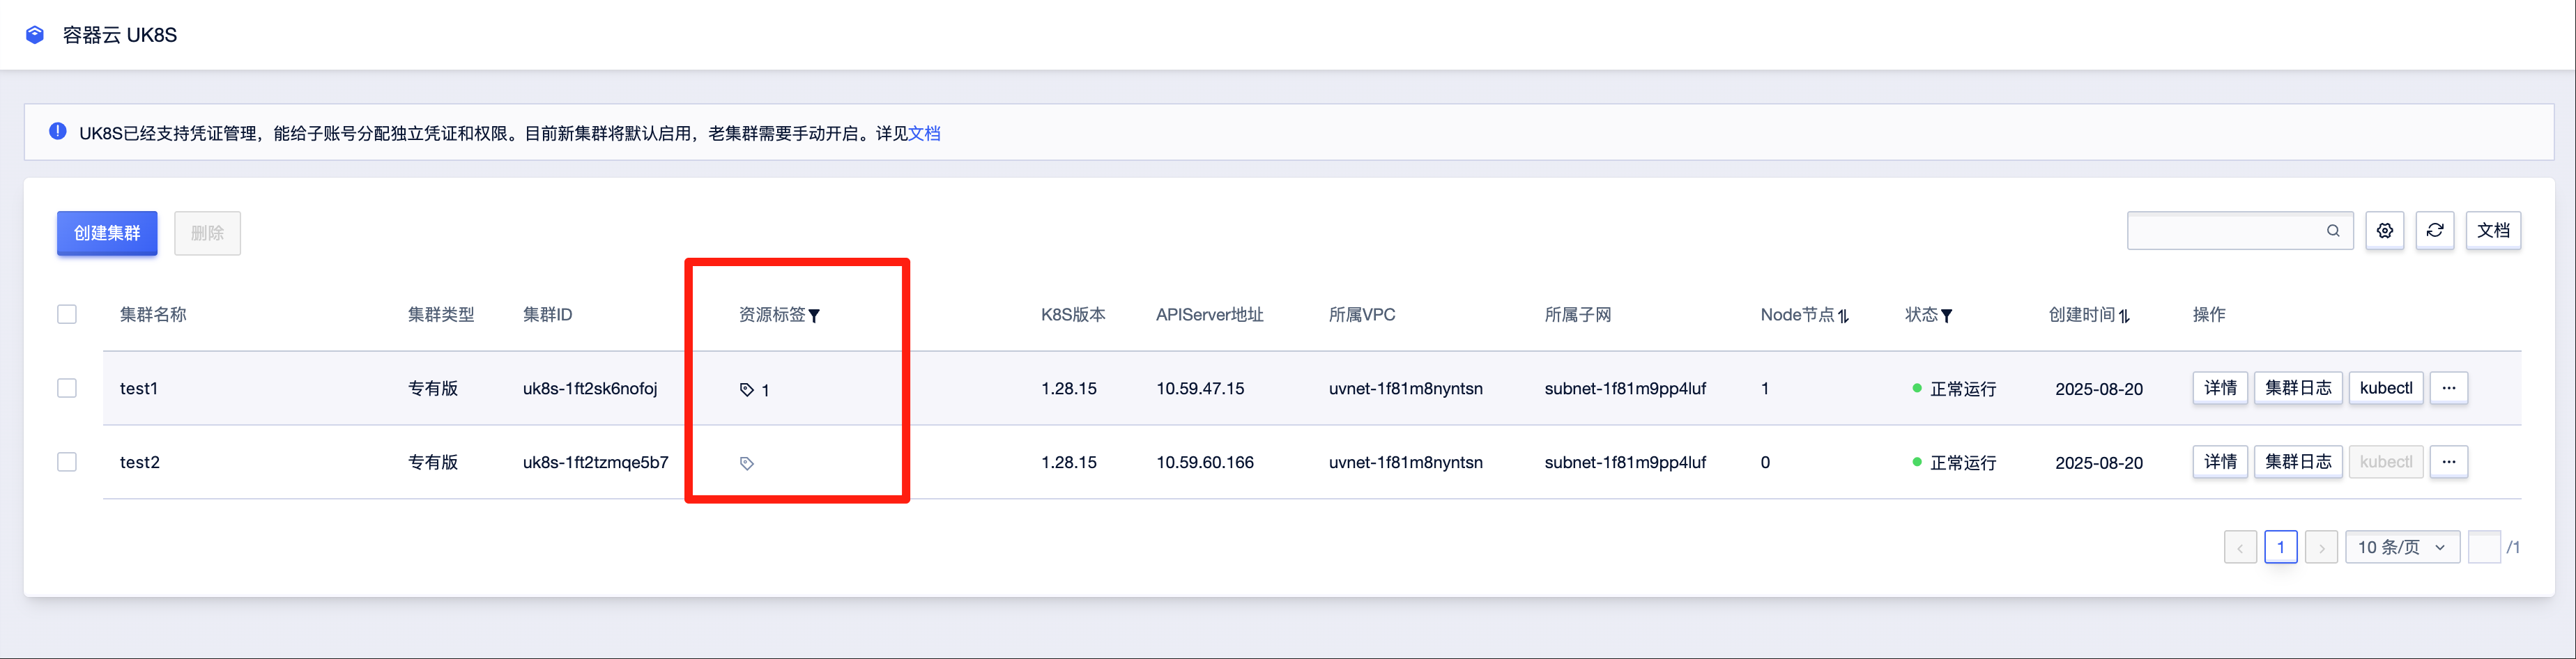 容器云 UK8S
UK8S已经支持凭证管理，能给子账号分配独立凭证和权限。目前新集群将默认启用，老集群需要手动开启。详见文档
创建集群 删除 文档
集群名称 集群类型 集群ID 资源标签 K8S版本 APIServer地址 所属VPC 所属子网 Node节点 状态 创建时间 操作
test1 专有版 uk8s-1ft2sk6nofoj 1 1.28.15 10.59.47.15 uvnet-1f81m8nyntsn subnet-1f81m9pp4luf 1 正常运行 2025-08-20 详情 集群日志 kubectl ···
test2 专有版 uk8s-1ft2tzmqe5b7 1.28.15 10.59.60.166 uvnet-1f81m8nyntsn subnet-1f81m9pp4luf 0 正常运行 2025-08-20 详情 集群日志 kubectl ···
1 10 条/页 /1